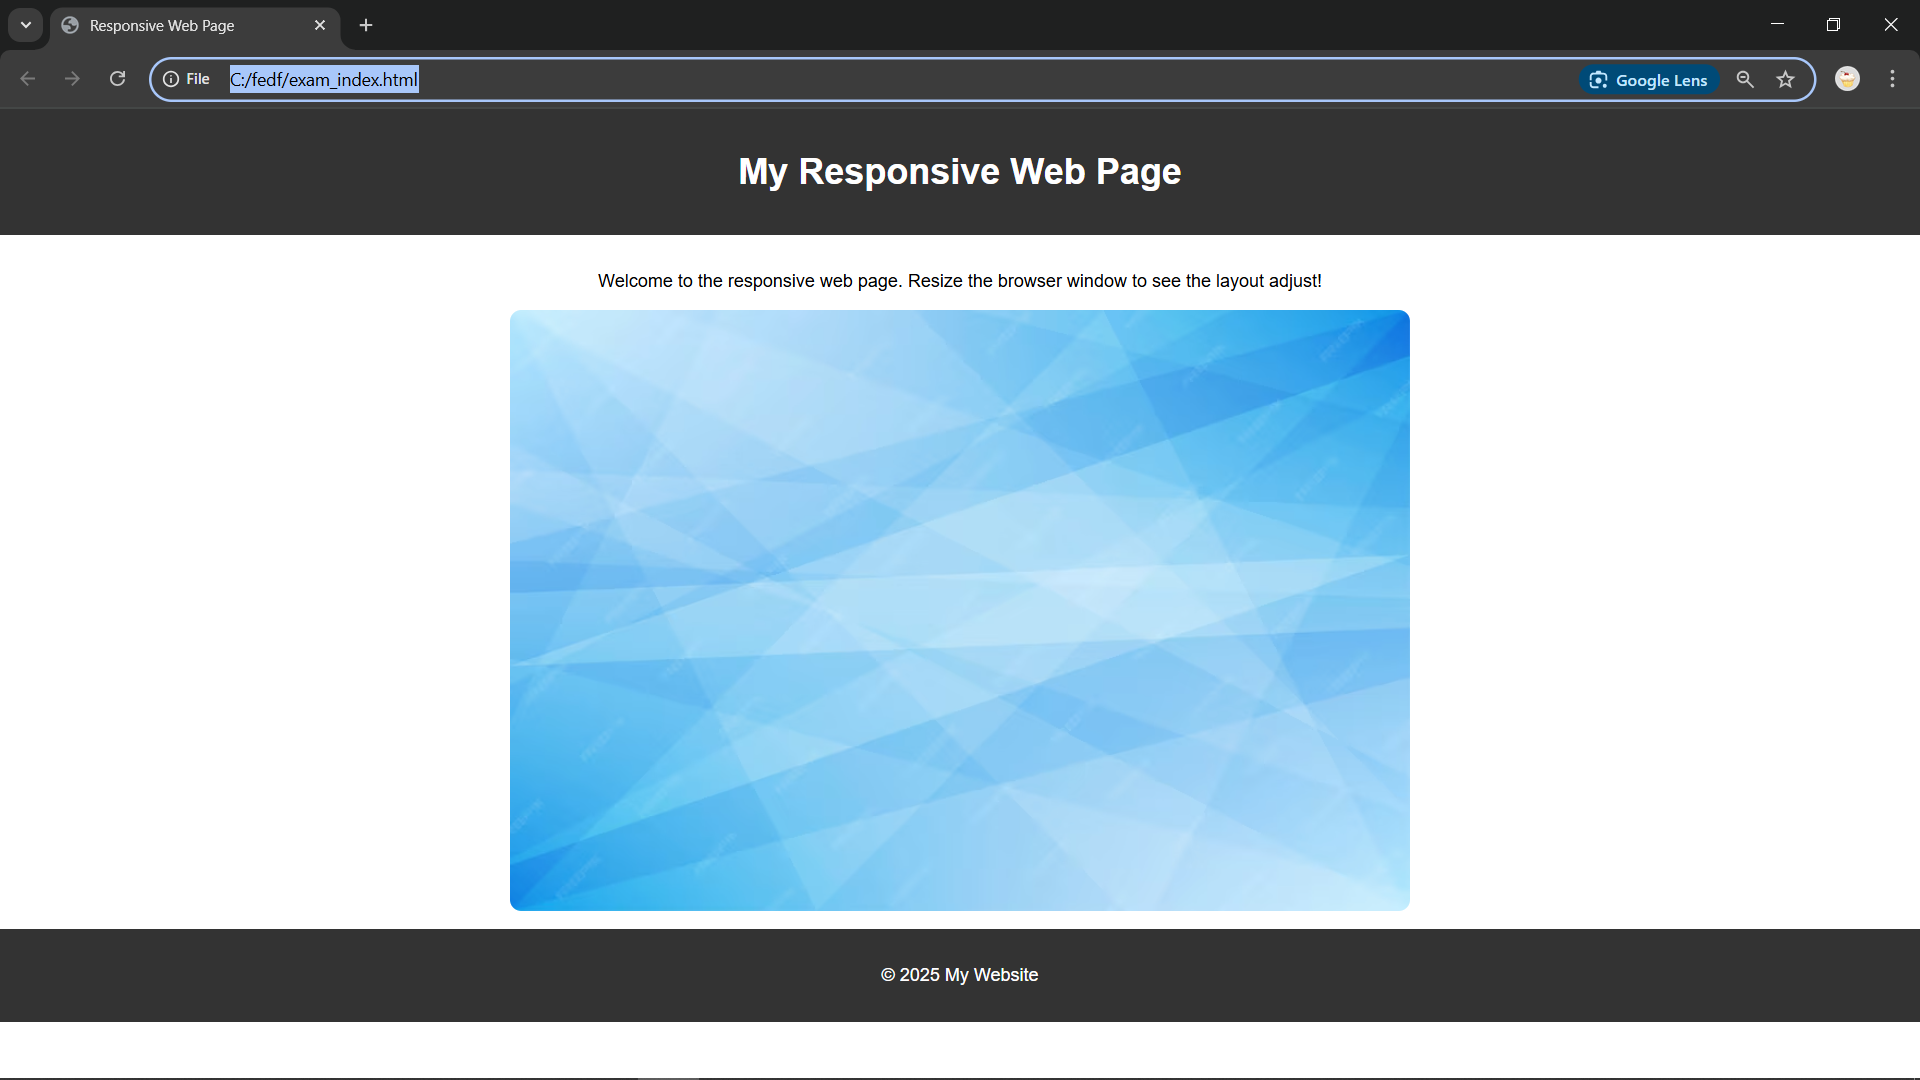 Responsive Web Page
File
C:/fedf/exam_index.html
Google Lens
My Responsive Web Page
Welcome to the responsive web page. Resize the browser window to see the layout adjust!
© 2025 My Website